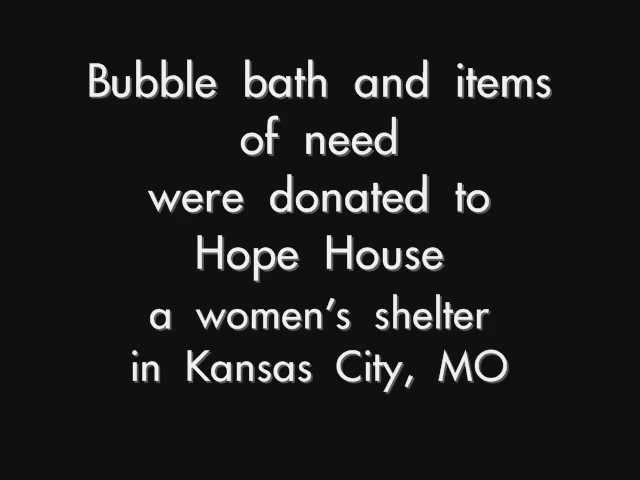 Bubble bath and items
of need
were donated to
Hope House
a women's shelter
in Kansas City, MO